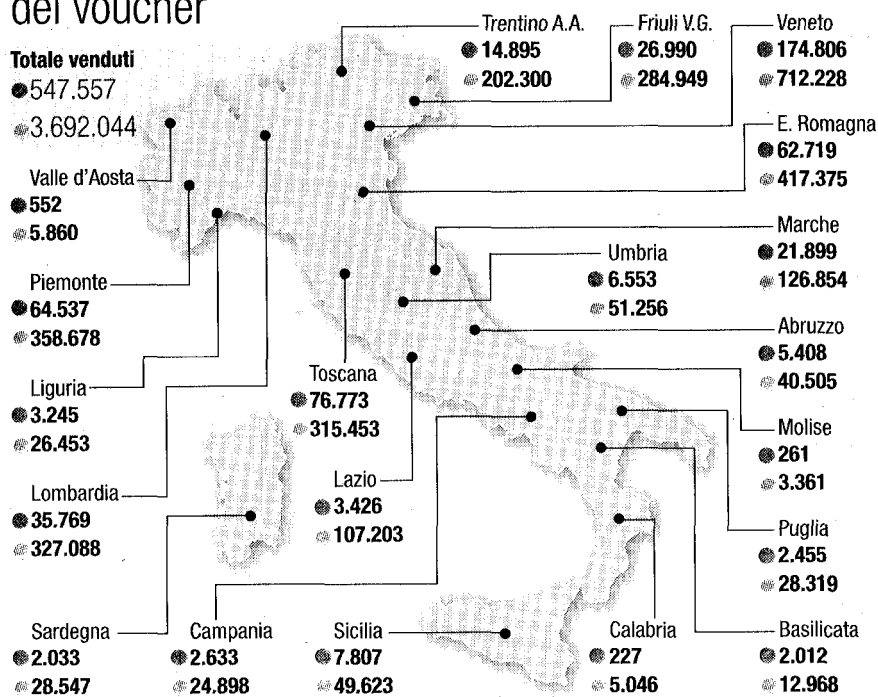 dei voucher
Totale venduti
547.557
3.692.044
Trentino A.A.
14.895
202.300
Friuli V.G.
26.990
284.949
Veneto
174.806
712.228
E. Romagna
62.719
417.375
Valle d'Aosta
552
5.860
Marche
21.899
126.854
Umbria
6.553
51.256
Piemonte
64.537
358.678
Abruzzo
5.408
40.505
Toscana
76.773
315.453
Liguria
3.245
26.453
Molise
261
3.361
Lazio
3.426
107.203
Lombardia
35.769
327.088
Puglia
2.455
28.319
Sardegna
2.033
28.547
Campania
2.633
24.898
Sicilia
7.807
49.623
Calabria
227
5.046
Basilicata
2.012
12.968